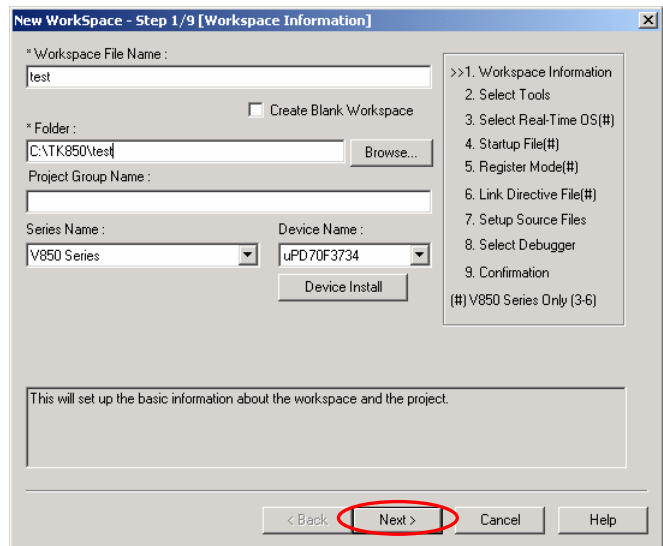 New WorkSpace - Step 1/9 [Workspace Information]
* Workspace File Name :
test
Create Blank Workspace
* Folder :
C:\TK850\test
Browse...
Project Group Name :
Series Name :
Device Name :
V850 Series
uPD70F3734
Device Install
>>1. Workspace Information
2. Select Tools
3. Select Real-Time OS(#)
4. Startup File(#)
5. Register Mode(#)
6. Link Directive File(#)
7. Setup Source Files
8. Select Debugger
9. Confirmation
(#) V850 Series Only (3-6)
This will set up the basic information about the workspace and the project.
< Back
Next >
Cancel
Help